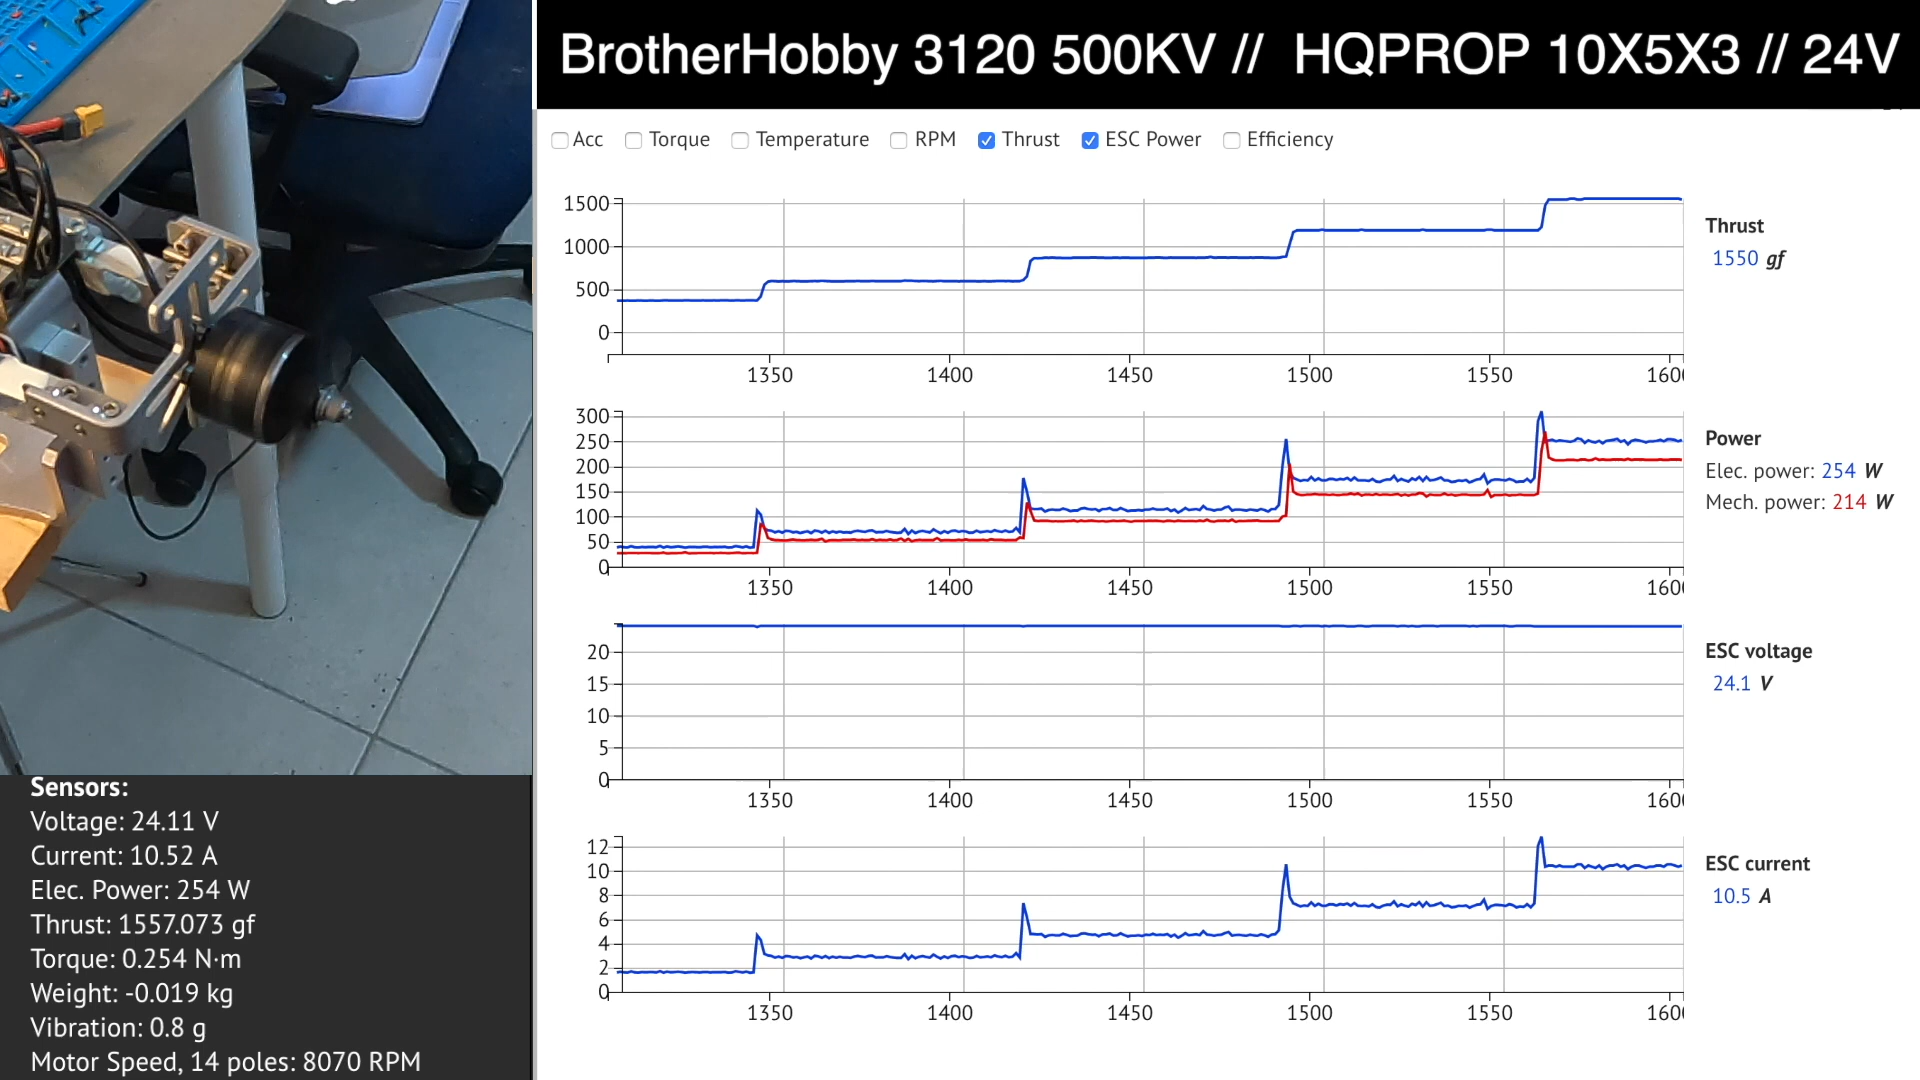 BrotherHobby 3120 500KV // HQPROP 10X5X3 // 24V
Acc Torque Temperature RPM Thrust ESC Power Efficiency
1500
1000
500
0
1350 1400 1450 1500 1550 160
Thrust
1550 gf
300
250
200
150
100
50
0
1350 1400 1450 1500 1550 160
Power
Elec. power: 254 W
Mech. power: 214 W
20
15
10
5
0
1350 1400 1450 1500 1550 160
ESC voltage
24.1 V
12
10
8
6
4
2
0
1350 1400 1450 1500 1550 160
ESC current
10.5 A
Sensors:
Voltage: 24.11 V
Current: 10.52 A
Elec. Power: 254 W
Thrust: 1557.073 gf
Torque: 0.254 N·m
Weight: -0.019 kg
Vibration: 0.8 g
Motor Speed, 14 poles: 8070 RPM